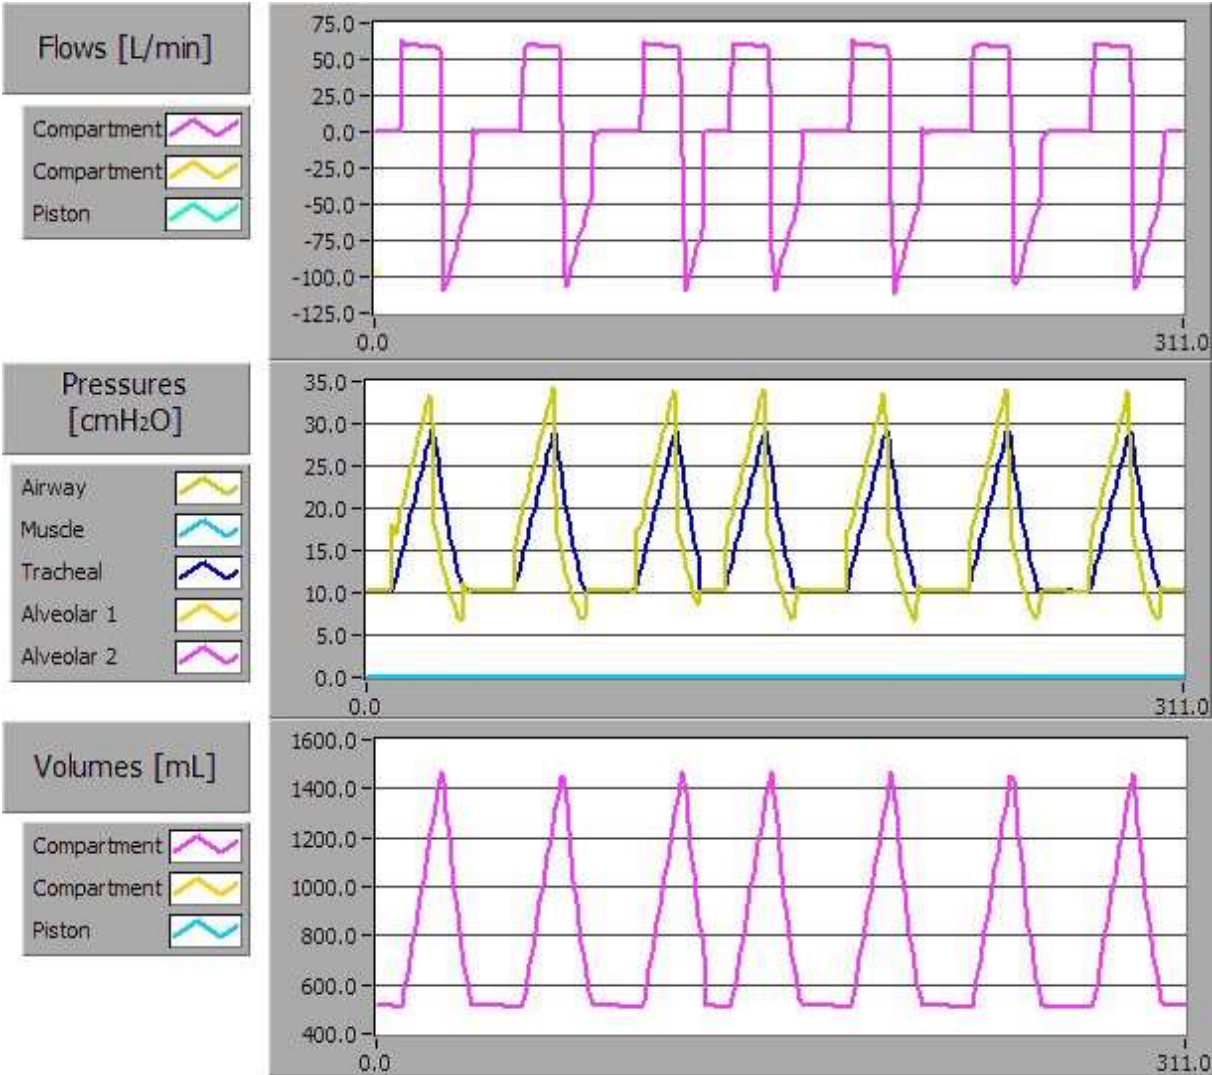 Flows [L/min]
Compartment
Compartment
Piston
75.0
50.0
25.0
0.0
-25.0
-50.0
-75.0
-100.0
-125.0
0.0 311.0
Pressures
[cmH₂O]
Airway
Muscle
Tracheal
Alveolar 1
Alveolar 2
35.0
30.0
25.0
20.0
15.0
10.0
5.0
0.0
0.0 311.0
Volumes [mL]
Compartment
Compartment
Piston
1600.0
1400.0
1200.0
1000.0
800.0
600.0
400.0
0.0 311.0